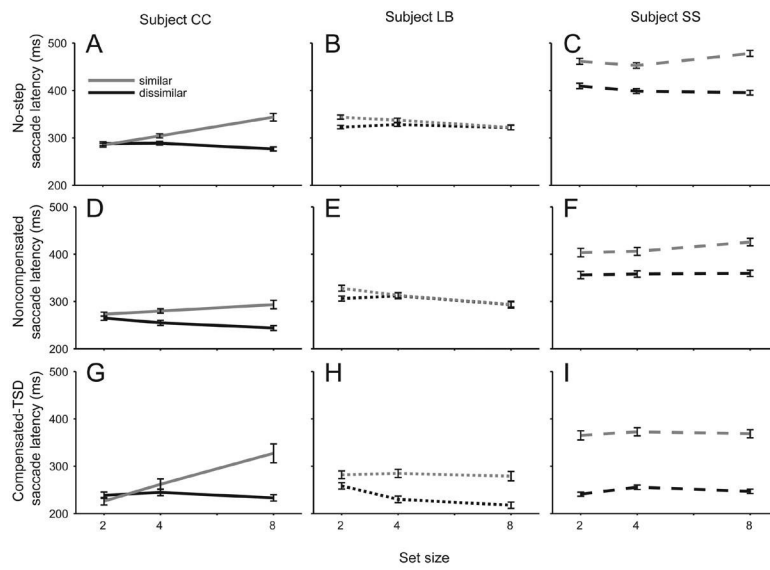 Subject CC
Subject LB
Subject SS
No-step
saccade latency (ms)
500
400
300
200
A
similar
dissimilar
B
C
Noncompensated
saccade latency (ms)
500
400
300
200
D
E
F
Compensated-TSD
saccade latency (ms)
500
400
300
200
G
H
I
2 4 8
2 4 8
2 4 8
Set size